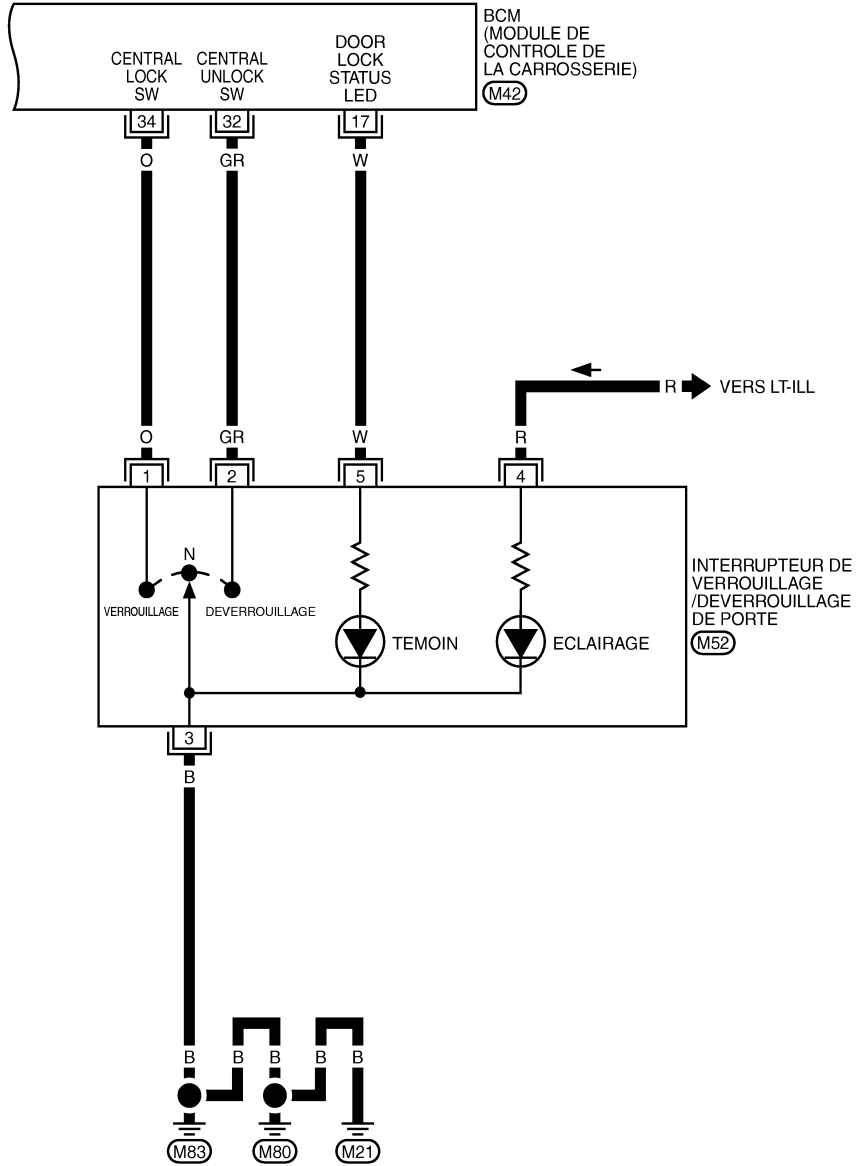 BCM
(MODULE DE
CONTROLE DE
LA CARROSSERIE)
M42
CENTRAL
LOCK
SW
CENTRAL
UNLOCK
SW
DOOR
LOCK
STATUS
LED
34
32
17
O
GR
W
R
VERS LT-ILL
O
GR
W
R
1
2
5
4
N
VERROUILLAGE
DEVERROUILLAGE
TEMOIN
ECLAIRAGE
INTERRUPTEUR DE
VERROUILLAGE
/DEVERROUILLAGE
DE PORTE
M52
3
B
B
B
B
B
B
M83
M80
M21